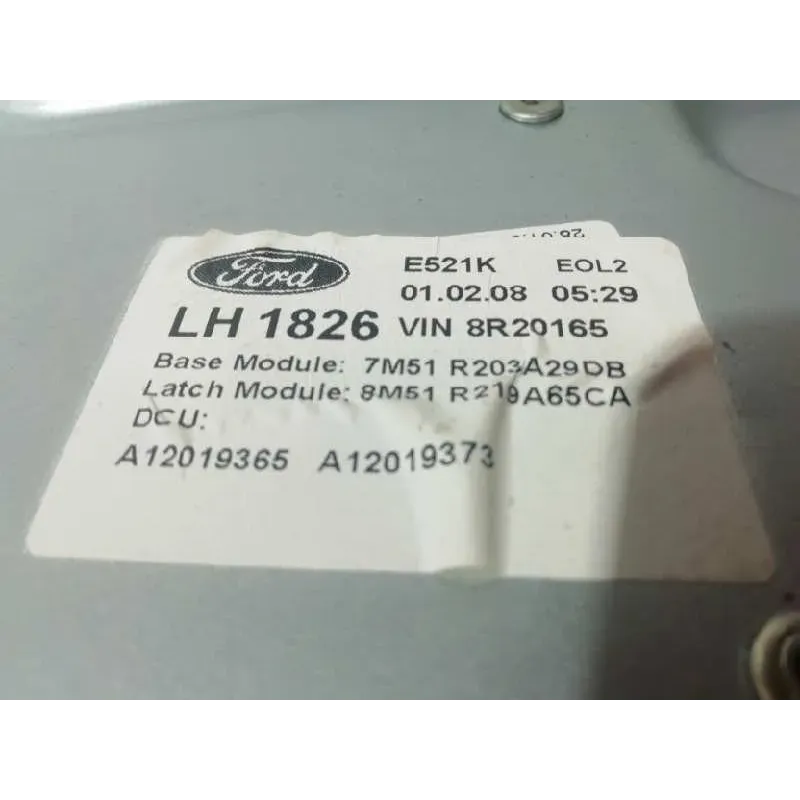 Ford E521K EOL2
01.02.08 05:29
LH 1826 VIN 8R20165
Base Module: 7M51 R203A29DB
Latch Module: 8M51 R219A65CA
DCU:
A12019365 A12019373